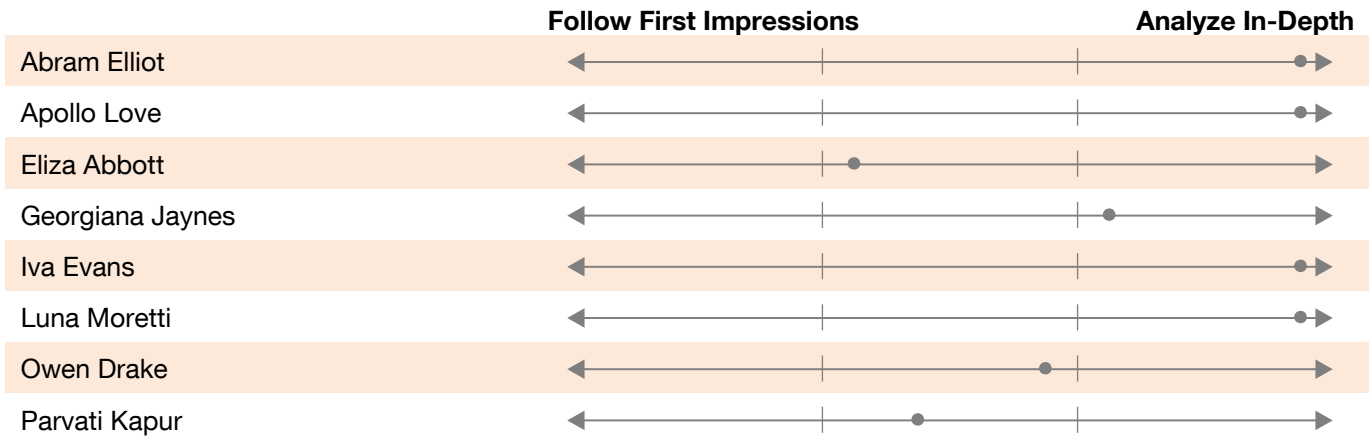 Follow First Impressions Analyze In-Depth
Abram Elliot
Apollo Love
Eliza Abbott
Georgiana Jaynes
Iva Evans
Luna Moretti
Owen Drake
Parvati Kapur